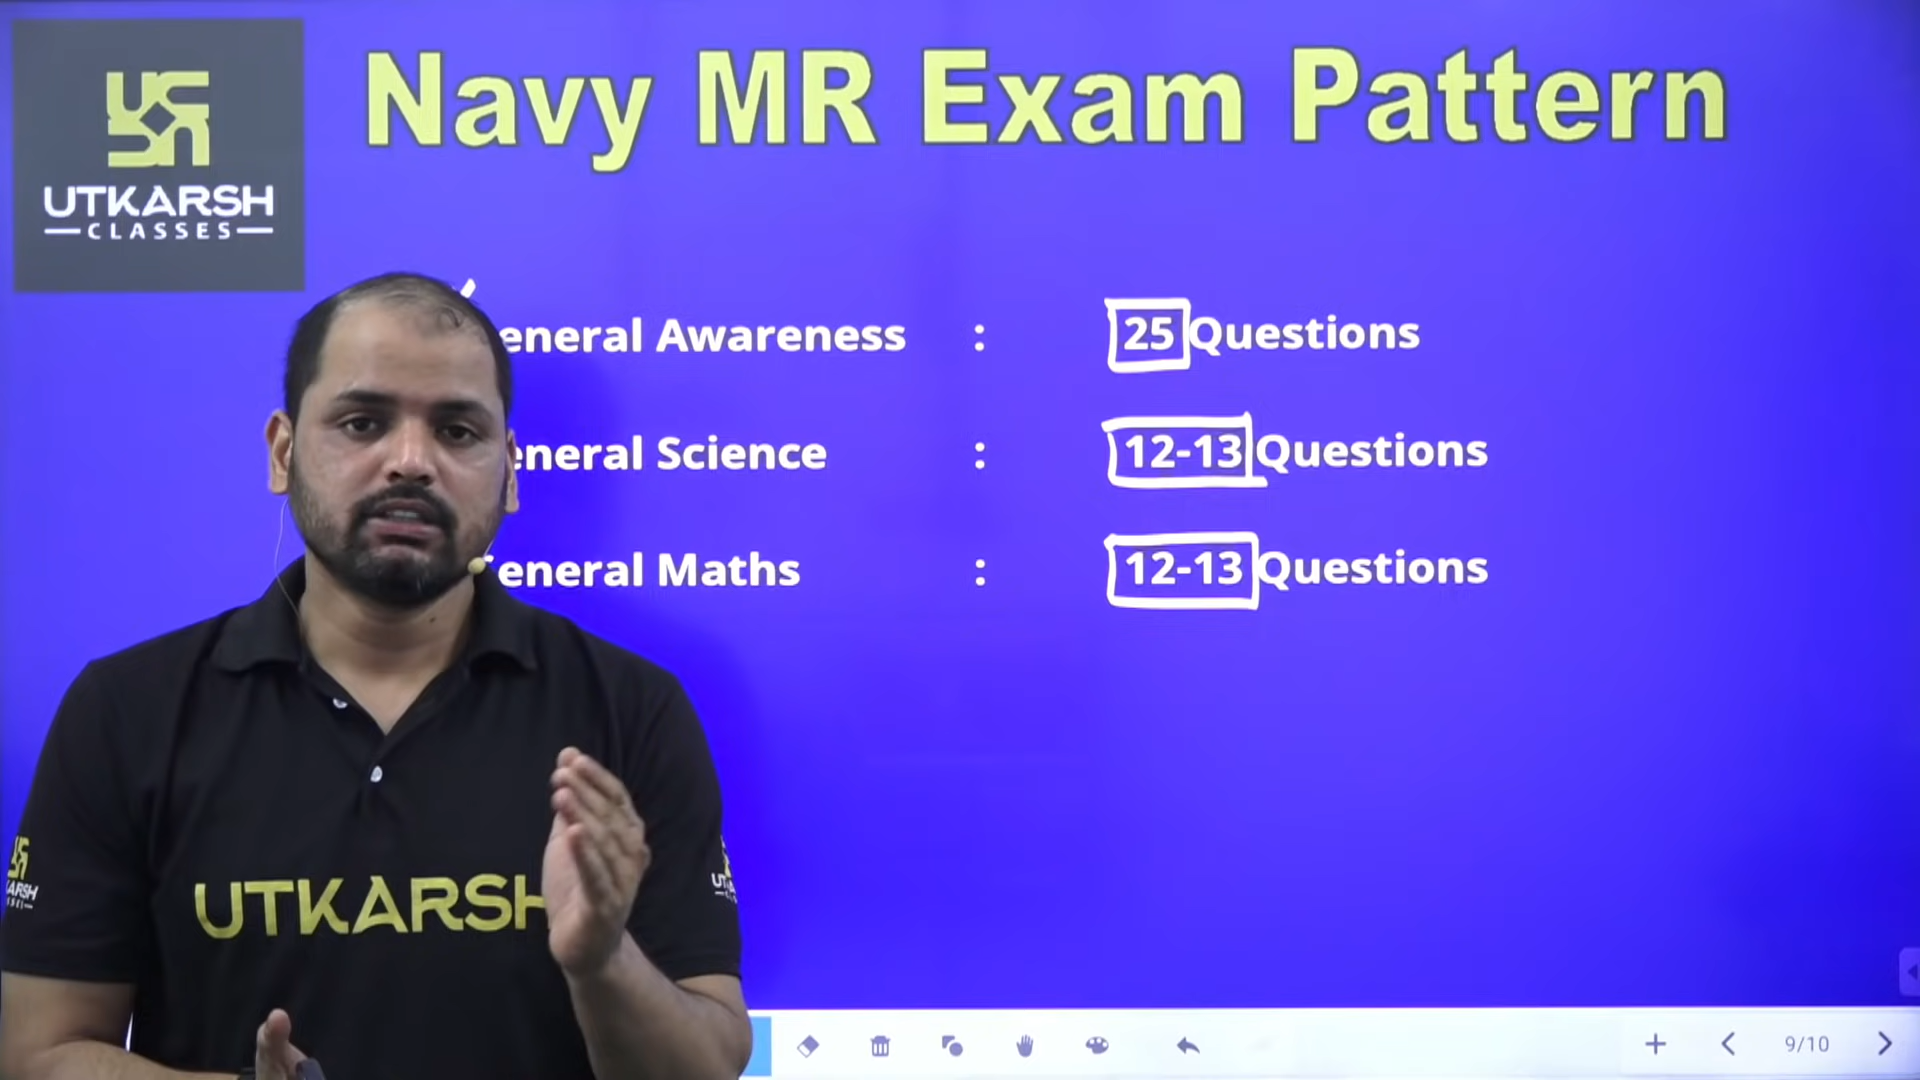 Navy MR Exam Pattern
UTKARSH
CLASSES
eneral Awareness : 25 Questions
eneral Science : 12-13 Questions
eneral Maths : 12-13 Questions
UTKARSH
9/10